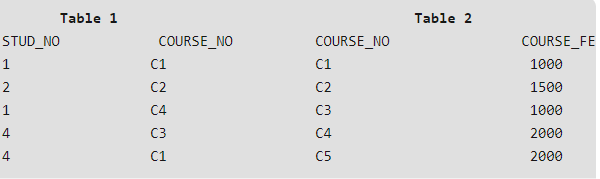 Table 1 Table 2
STUD_NO COURSE_NO COURSE_NO COURSE_FE
1 C1 C1 1000
2 C2 C2 1500
1 C4 C3 1000
4 C3 C4 2000
4 C1 C5 2000